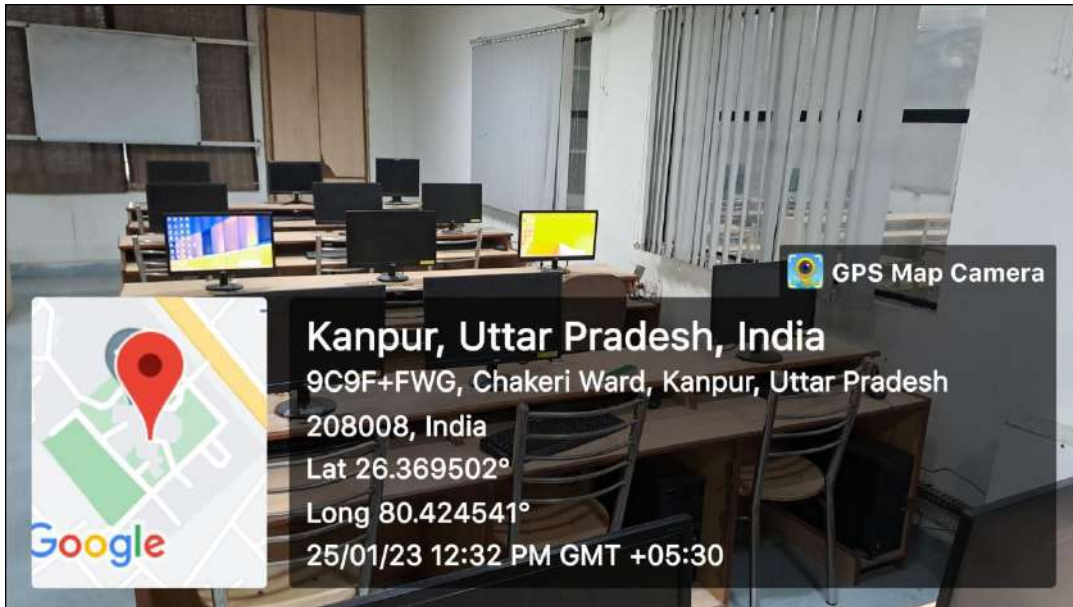 GPS Map Camera
Kanpur, Uttar Pradesh, India
9C9F+FWG, Chakeri Ward, Kanpur, Uttar Pradesh
208008, India
Lat 26.369502°
Long 80.424541°
25/01/23 12:32 PM GMT +05:30
Google